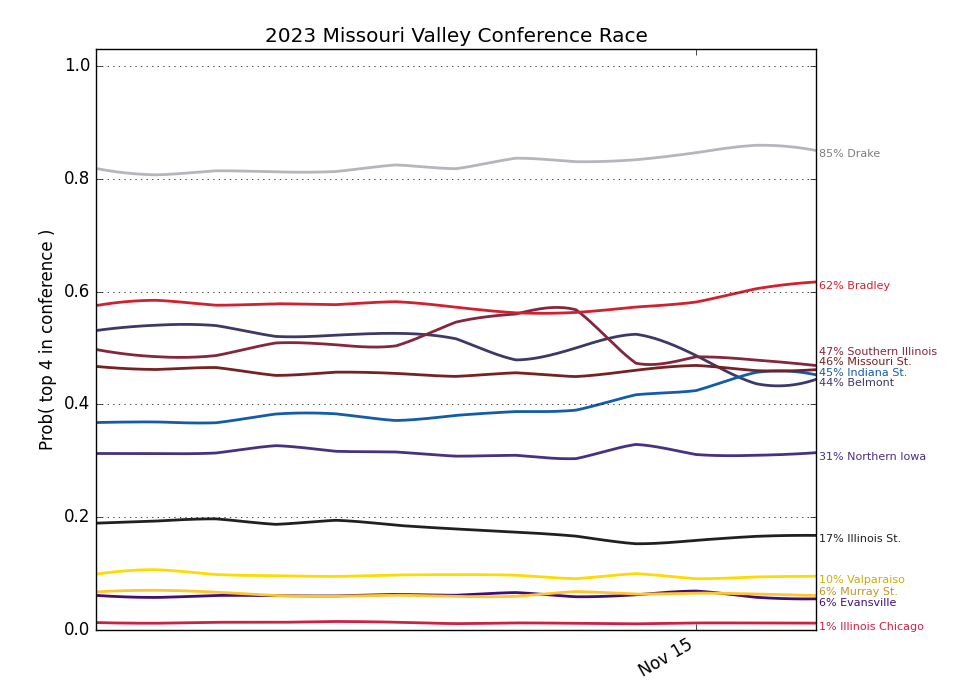 2023 Missouri Valley Conference Race
1.0
0.8
0.6
0.4
0.2
0.0
Prob( top 4 in conference )
Nov 15
85% Drake
62% Bradley
47% Southern Illinois
46% Missouri St.
45% Indiana St.
44% Belmont
31% Northern Iowa
17% Illinois St.
10% Valparaiso
6% Murray St.
6% Evansville
1% Illinois Chicago